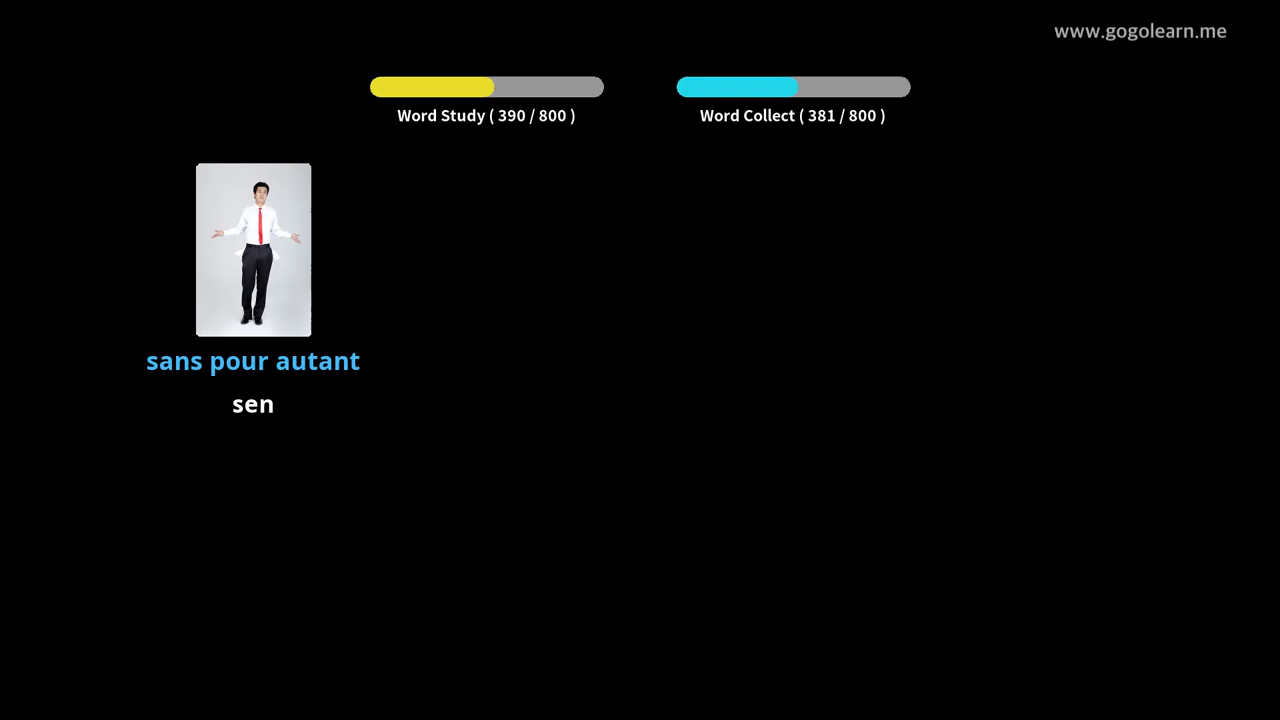 www.gogolearn.me
Word Study ( 390 / 800 )
Word Collect ( 381 / 800 )
sans pour autant
sen